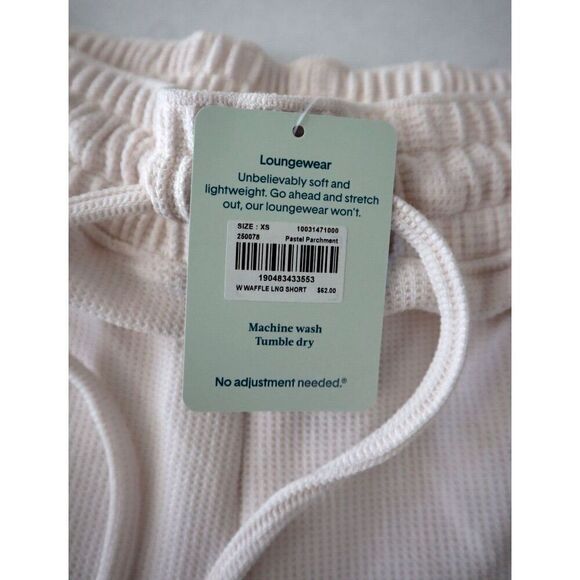 Loungewear
Unbelievably soft and
lightweight. Go ahead and stretch
out, our loungewear won't.
SIZE : XS 10031471000
250078 Pastel Parchment
190483433553
W WAFFLE LNG SHORT $62.00
Machine wash
Tumble dry
No adjustment needed.®